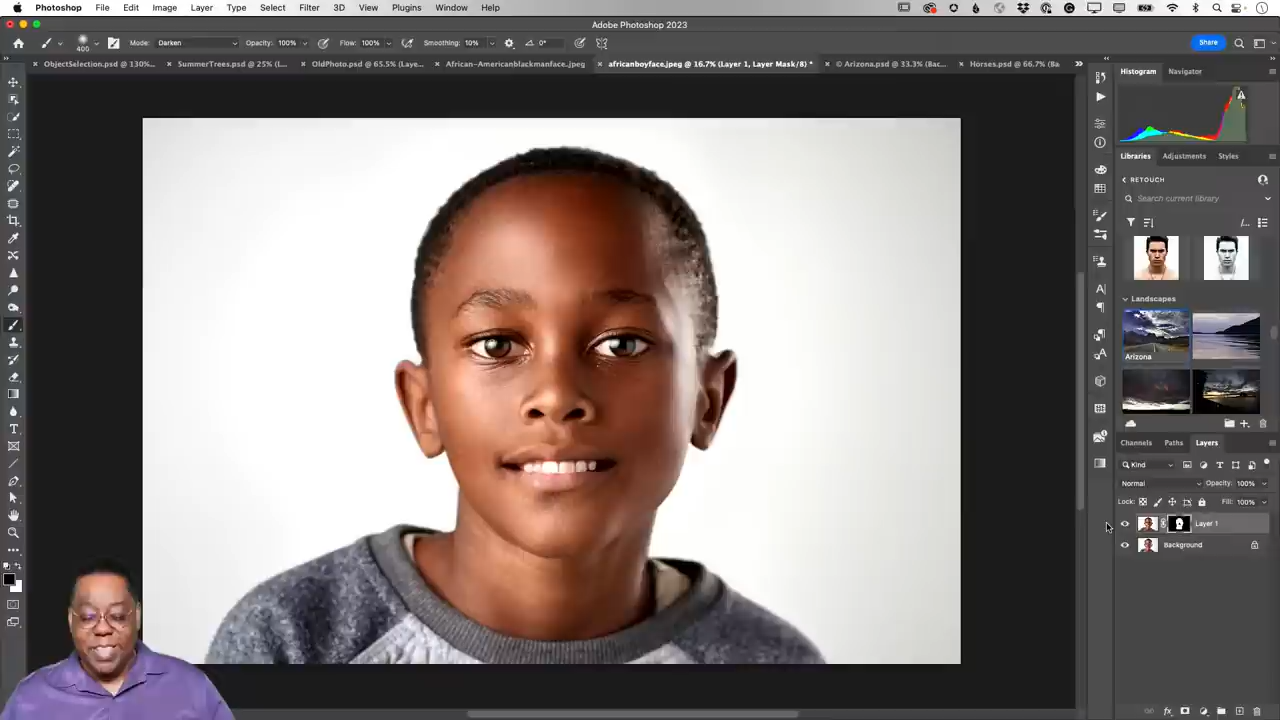 Photoshop File Edit Image Layer Type Select Filter 3D View Plugins Window Help
Adobe Photoshop 2023
400 Mode: Darken Opacity: 100% Flow: 100% Smoothing: 10% 0° Share
ObjectSelection.psd @ 130%... SummerTrees.psd @ 25% (L... OldPhoto.psd @ 65.5% (Laye... African-Americanblackmanface.jpeg africanboyface.jpeg @ 16.7% (Layer 1, Layer Mask/8) * © Arizona.psd @ 33.3% (Bac... Horses.psd @ 66.7% (Ba
Histogram Navigator
Libraries Adjustments Styles
RETOUCH
Search current library
Landscapes
Arizona
Channels Paths Layers
Kind
Normal Opacity: 100%
Lock: Fill: 100%
Layer 1
Background